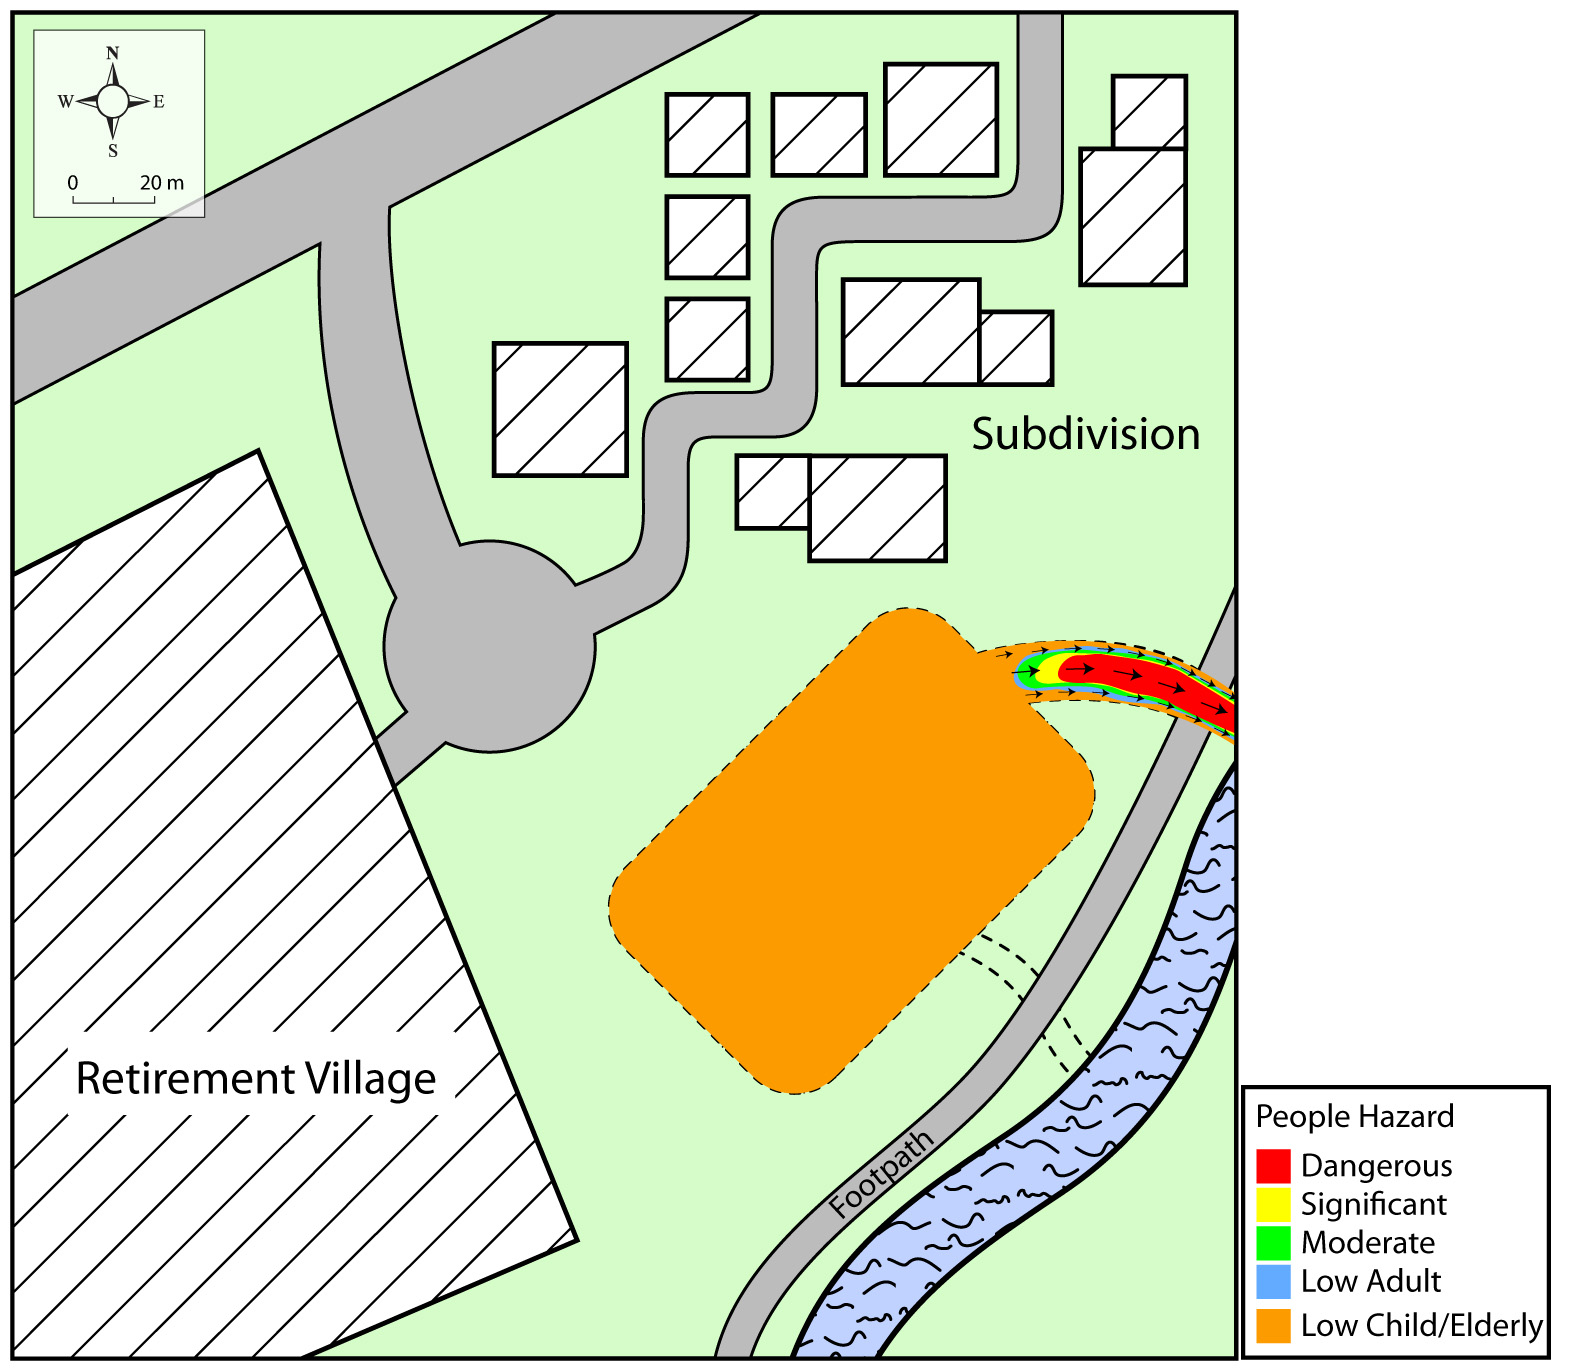 N
W E
S
0 20 m
Subdivision
Retirement Village
Footpath
People Hazard
Dangerous
Significant
Moderate
Low Adult
Low Child/Elderly